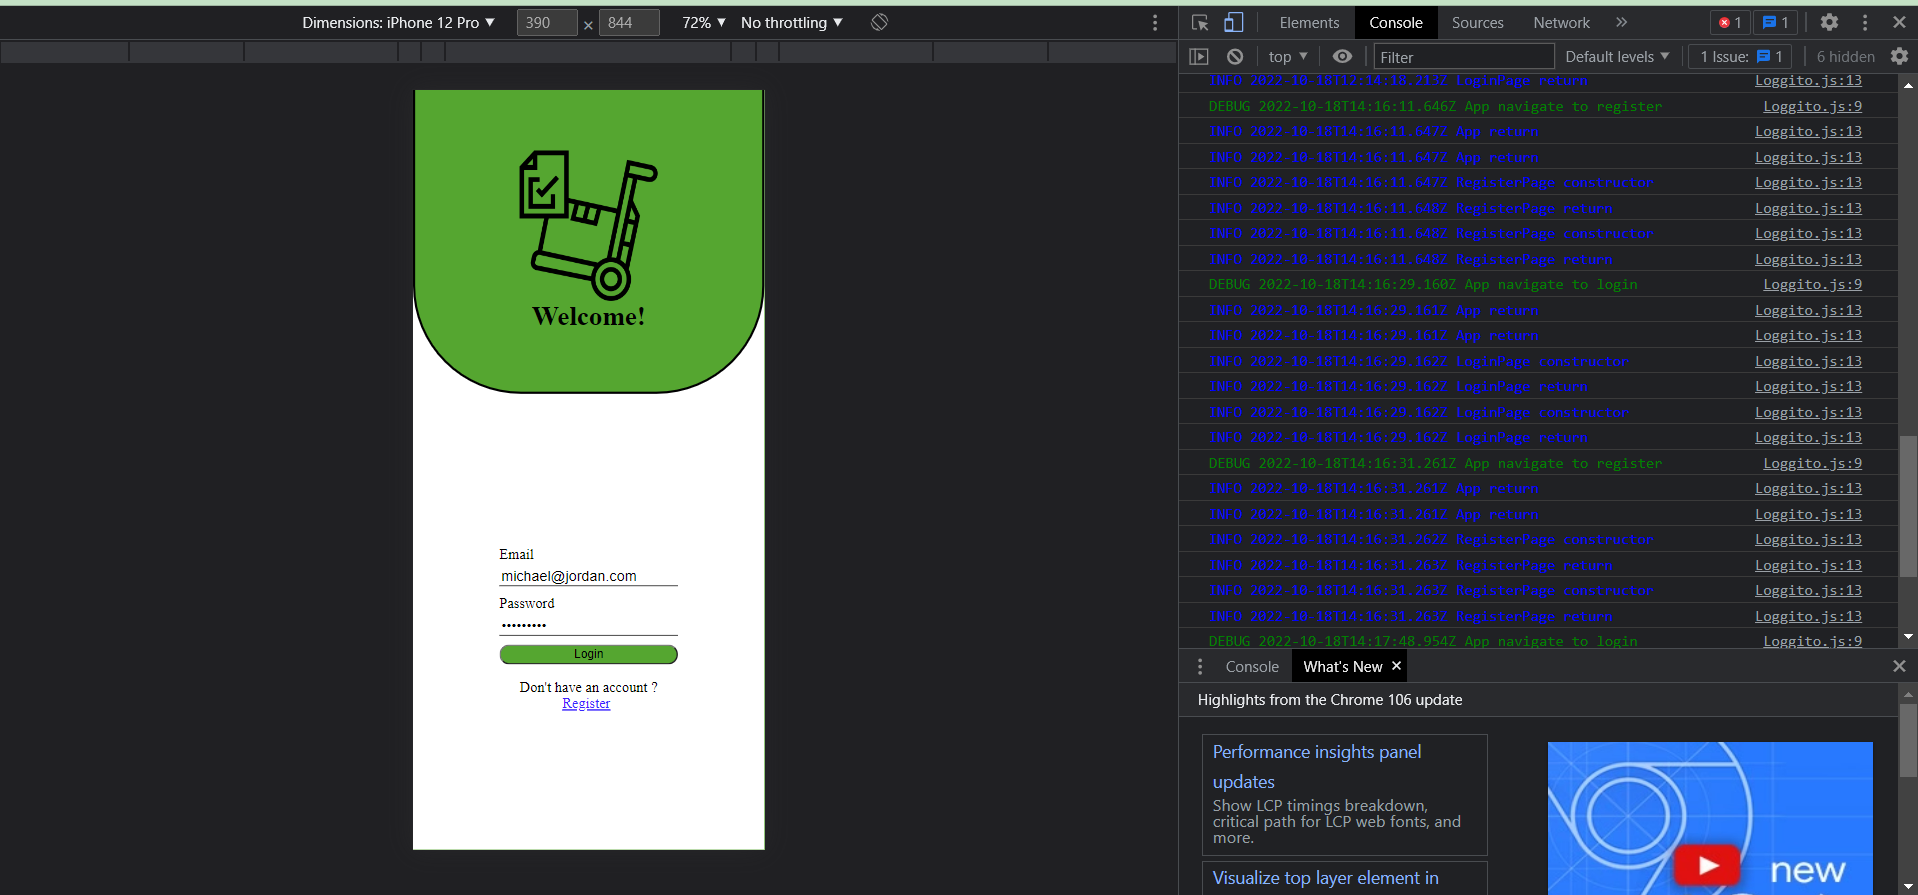 Dimensions: iPhone 12 Pro ▼ 390 × 844 72% ▼ No throttling ▼
Welcome!
Email
michael@jordan.com
Password
•••••••••
Login
Don't have an account ?
Register
Elements Console Sources Network » 1 1
top ▼ Filter Default levels ▼ 1 Issue: 1 6 hidden
INFO 2022-10-18T12:14:18.213Z LoginPage return Loggito.js:13
DEBUG 2022-10-18T14:16:11.646Z App navigate to register Loggito.js:9
INFO 2022-10-18T14:16:11.647Z App return Loggito.js:13
INFO 2022-10-18T14:16:11.647Z App return Loggito.js:13
INFO 2022-10-18T14:16:11.647Z RegisterPage constructor Loggito.js:13
INFO 2022-10-18T14:16:11.648Z RegisterPage return Loggito.js:13
INFO 2022-10-18T14:16:11.648Z RegisterPage constructor Loggito.js:13
INFO 2022-10-18T14:16:11.648Z RegisterPage return Loggito.js:13
DEBUG 2022-10-18T14:16:29.160Z App navigate to login Loggito.js:9
INFO 2022-10-18T14:16:29.161Z App return Loggito.js:13
INFO 2022-10-18T14:16:29.161Z App return Loggito.js:13
INFO 2022-10-18T14:16:29.162Z LoginPage constructor Loggito.js:13
INFO 2022-10-18T14:16:29.162Z LoginPage return Loggito.js:13
INFO 2022-10-18T14:16:29.162Z LoginPage constructor Loggito.js:13
INFO 2022-10-18T14:16:29.162Z LoginPage return Loggito.js:13
DEBUG 2022-10-18T14:16:31.261Z App navigate to register Loggito.js:9
INFO 2022-10-18T14:16:31.261Z App return Loggito.js:13
INFO 2022-10-18T14:16:31.261Z App return Loggito.js:13
INFO 2022-10-18T14:16:31.262Z RegisterPage constructor Loggito.js:13
INFO 2022-10-18T14:16:31.263Z RegisterPage return Loggito.js:13
INFO 2022-10-18T14:16:31.263Z RegisterPage constructor Loggito.js:13
INFO 2022-10-18T14:16:31.263Z RegisterPage return Loggito.js:13
DEBUG 2022-10-18T14:17:48.954Z App navigate to login Loggito.js:9
Console What's New ×
Highlights from the Chrome 106 update
Performance insights panel
updates
Show LCP timings breakdown,
critical path for LCP web fonts, and
more.
Visualize top layer element in
new